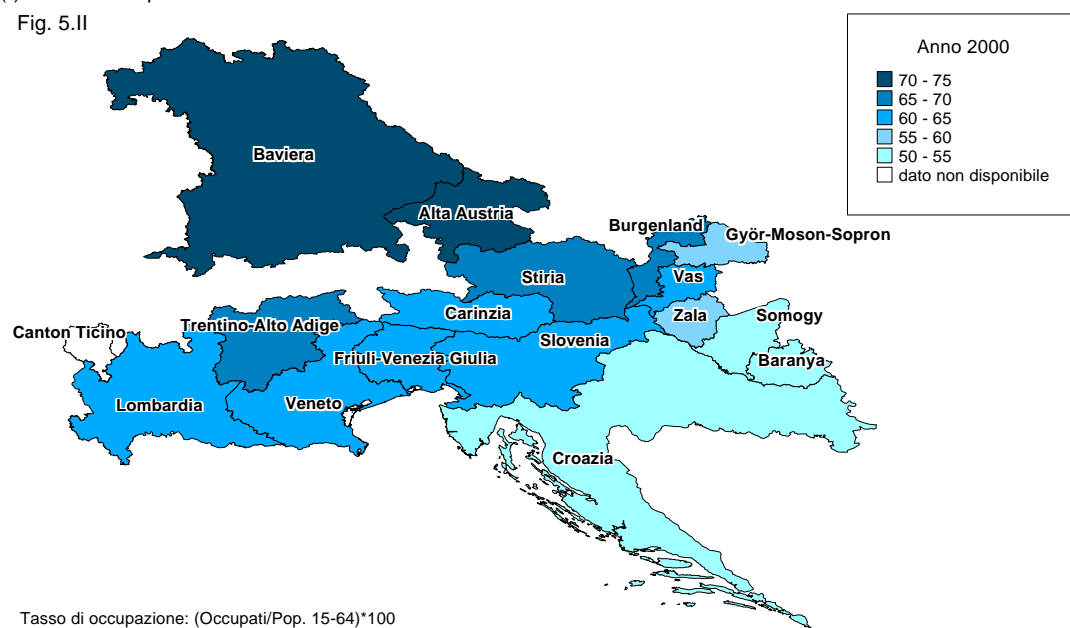 Fig. 5.II
Anno 2000
70 - 75
65 - 70
60 - 65
55 - 60
50 - 55
dato non disponibile
Baviera
Alta Austria
Burgenland
Györ-Moson-Sopron
Stiria
Vas
Carinzia
Zala
Somogy
Canton Ticino
Trentino-Alto Adige
Slovenia
Friuli-Venezia Giulia
Baranya
Lombardia
Veneto
Croazia
Tasso di occupazione: (Occupati/Pop. 15-64)*100